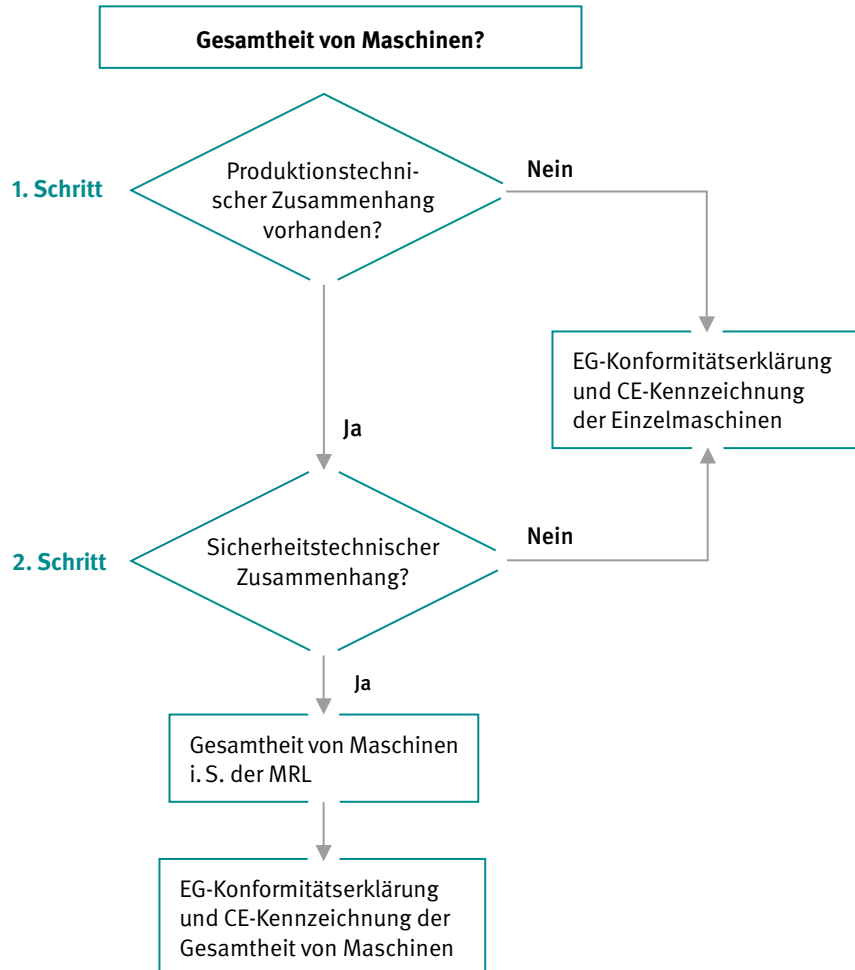 Gesamtheit von Maschinen?
1. Schritt
Produktionstechni-
scher Zusammenhang
vorhanden?
Nein
EG-Konformitätserklärung
und CE-Kennzeichnung
der Einzelmaschinen
Ja
2. Schritt
Sicherheitstechnischer
Zusammenhang?
Nein
Ja
Gesamtheit von Maschinen
i. S. der MRL
EG-Konformitätserklärung
und CE-Kennzeichnung der
Gesamtheit von Maschinen